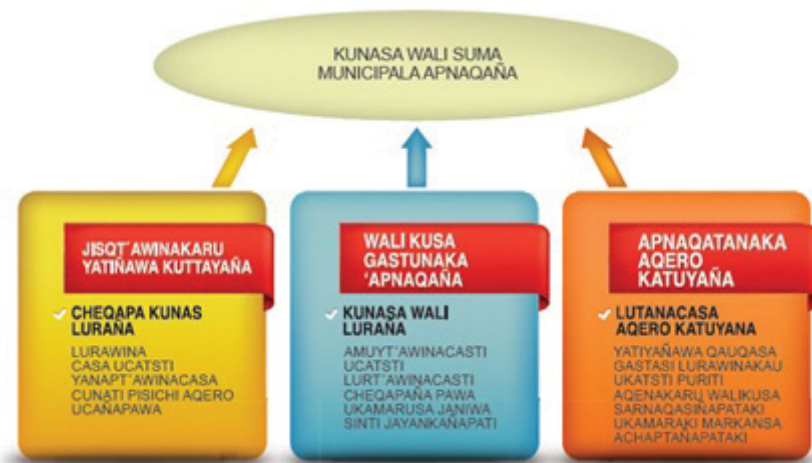 KUNASA WALI SUMA
MUNICIPALA APNAQAÑA
JISQT´AWINAKARU
YATIÑAWA KUTTAYAÑA
CHEQAPA KUNAS
LURAÑA
LURAWINA
CASA UCATSTI
YANAPT´AWINACASA
CUNATI PISICHI AQERO
UCAÑAPAWA
WALI KUSA
GASTUNAKA
‘APNAQAÑA
KUNASA WALI
LURAÑA
AMUYT´AWINACASTI
UCATSTI
LURT´AWINACASTI
CHEQAPAÑA PAWA
UKAMARUSA JANIWA
SINTI JAYANKAÑAPATI
APNAQATANAKA
AQERO
KATUYAÑA
LUTANACASA
AQERO KATUYANA
YATIYAÑAWA QAUQASA
GASTASI LURAWINAKAU
UKATSTI PURITI
AQENAKARU WALIKUSA
SARNAQASIÑAPATAKI
UKAMARAKI MARKANSA
ACHAPTAÑAPATAKI